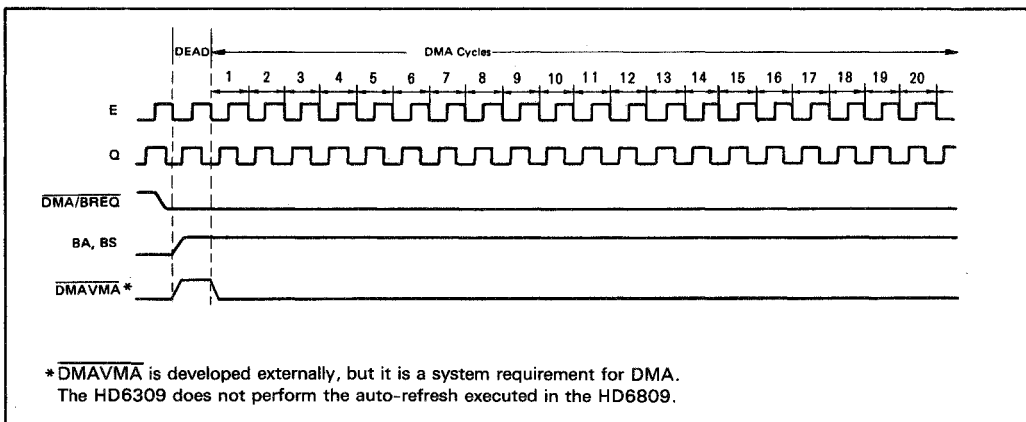 DEAD
DMA Cycles
1 2 3 4 5 6 7 8 9 10 11 12 13 14 15 16 17 18 19 20
E
Q
DMA/BREQ
BA, BS
DMAVMA*
* DMAVMA is developed externally, but it is a system requirement for DMA.
The HD6309 does not perform the auto-refresh executed in the HD6809.